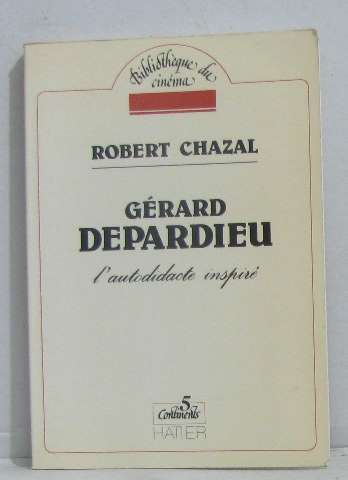 Bibliothèque du
cinéma
ROBERT CHAZAL
GÉRARD
DEPARDIEU
l'autodidacte inspiré
5
Continents
HATIER